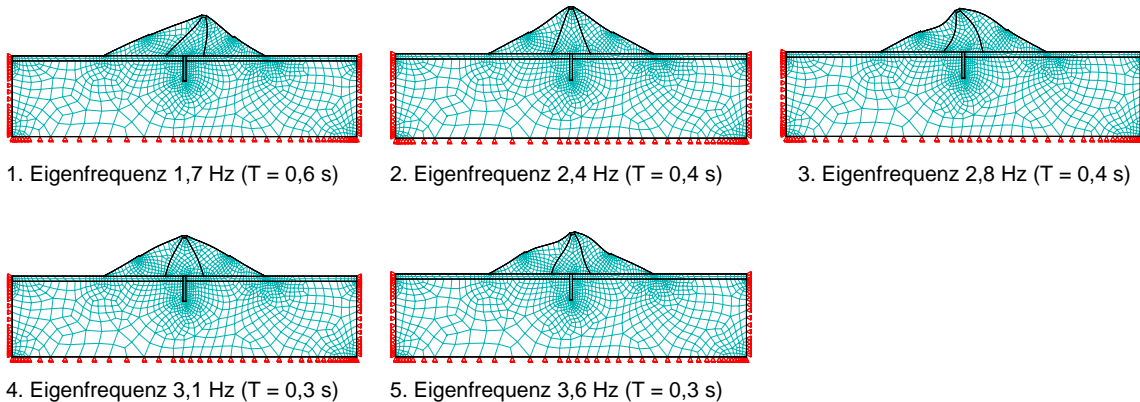 1. Eigenfrequenz 1,7 Hz (T = 0,6 s)
2. Eigenfrequenz 2,4 Hz (T = 0,4 s)
3. Eigenfrequenz 2,8 Hz (T = 0,4 s)
4. Eigenfrequenz 3,1 Hz (T = 0,3 s)
5. Eigenfrequenz 3,6 Hz (T = 0,3 s)